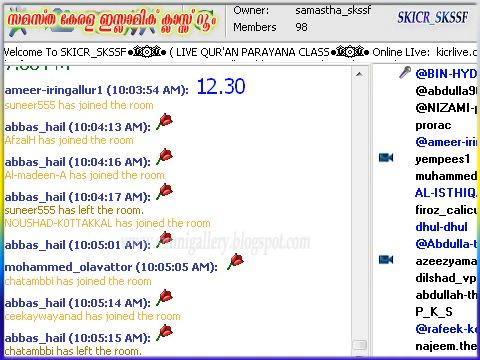 സമസ്ത കേരള ഇസ്ലാമിക് ക്ലാസ്സ് റൂം
Owner: samastha_skssf
Members 98
SKICR_SKSSF
Welcome To SKICR_SKSSF ( LIVE QUR'AN PARAYANA CLASS Online Live: kicrlive.c
ameer-iringallur1 (10:03:54 AM): 12.30
suneer555 has joined the room
abbas_hail (10:04:13 AM):
AfzalH has joined the room
abbas_hail (10:04:16 AM):
Al-madeen-A has joined the room
abbas_hail (10:04:17 AM):
suneer555 has left the room.
NOUSHAD-KOTTAKKAL has joined the room
abbas_hail (10:05:01 AM):
mohammed_olavattor (10:05:05 AM):
chatambbi has joined the room
abbas_hail (10:05:14 AM):
ceekaywayanad has joined the room
abbas_hail (10:05:15 AM):
chatambbi has left the room.
@BIN-HYD
@abdulla9
@NIZAMI-
prorac
@ameer-iri
yempees1
muhammed
AL-ISTHIQ
firoz_calicu
dhul-dhul
@Abdulla-
azeezyama
dilshad_vp
abdullah-th
P_K_S
@rafeek-k
najeem.the